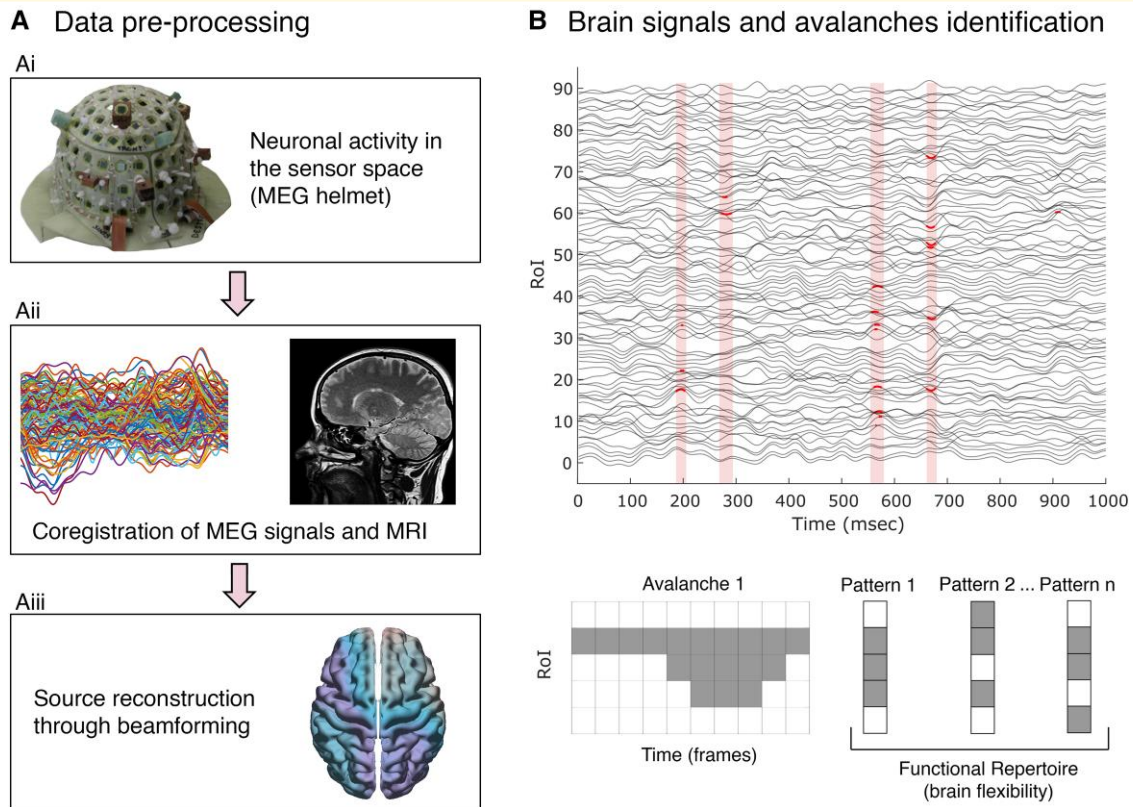 A Data pre-processing
Ai
Neuronal activity in
the sensor space
(MEG helmet)
Aii
Coregistration of MEG signals and MRI
Aiii
Source reconstruction
through beamforming
B Brain signals and avalanches identification
90
80
70
60
50
40
30
20
10
0
RoI
0 100 200 300 400 500 600 700 800 900 1000
Time (msec)
Avalanche 1
RoI
Time (frames)
Pattern 1 Pattern 2 ... Pattern n
Functional Repertoire
(brain flexibility)